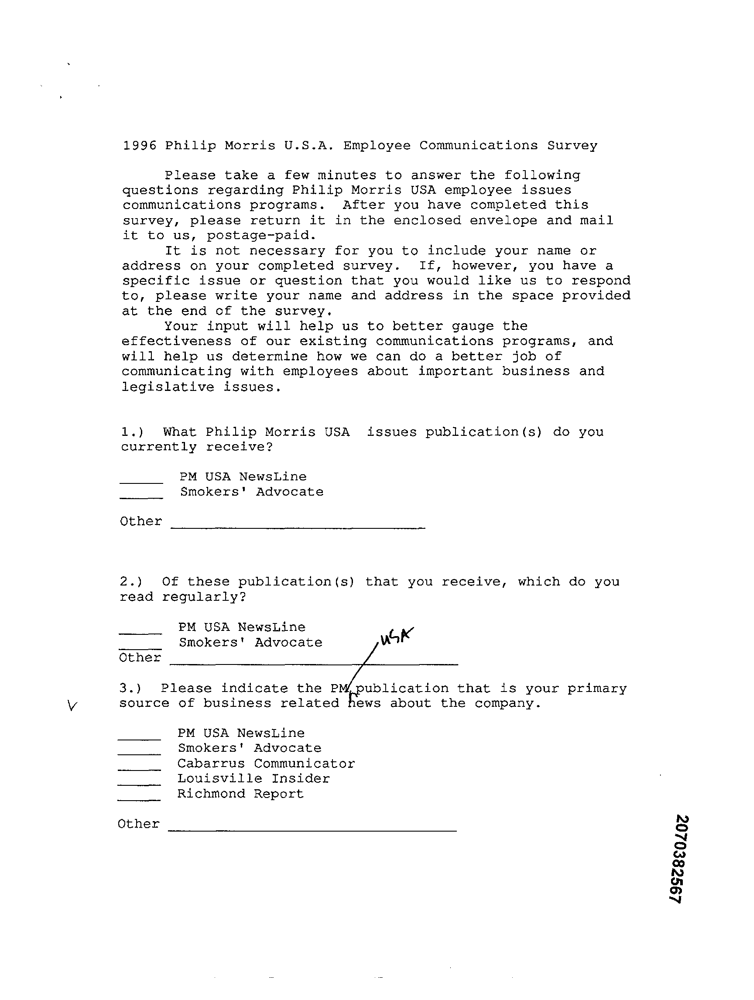 1996 Philip Morris U.S.A. Employee Communications Survey
Please take a few minutes to answer the following
questions regarding Philip Morris USA employee issues
communications programs. After you have completed this
survey, please return it in the enclosed envelope and mail
it to us, postage-paid.
It is not necessary for you to include your name or
address on your completed survey. If, however, you have a
specific issue or question that you would like us to respond
to, please write your name and address in the space provided
at the end of the survey.
Your input will help us to better gauge the
effectiveness of our existing communications programs, and
will help us determine how we can do a better job of
communicating with employees about important business and
legislative issues.
1.) What Philip Morris USA issues publication(s) do you
currently receive?
_____ PM USA NewsLine
_____ Smokers' Advocate
Other ______________________________
2.) Of these publication(s) that you receive, which do you
read regularly?
_____ PM USA NewsLine
_____ Smokers' Advocate
USA
Other __________________________________
3.) Please indicate the PM publication that is your primary
source of business related news about the company.
_____ PM USA NewsLine
_____ Smokers' Advocate
_____ Cabarrus Communicator
_____ Louisville Insider
_____ Richmond Report
Other __________________________________
2070382567